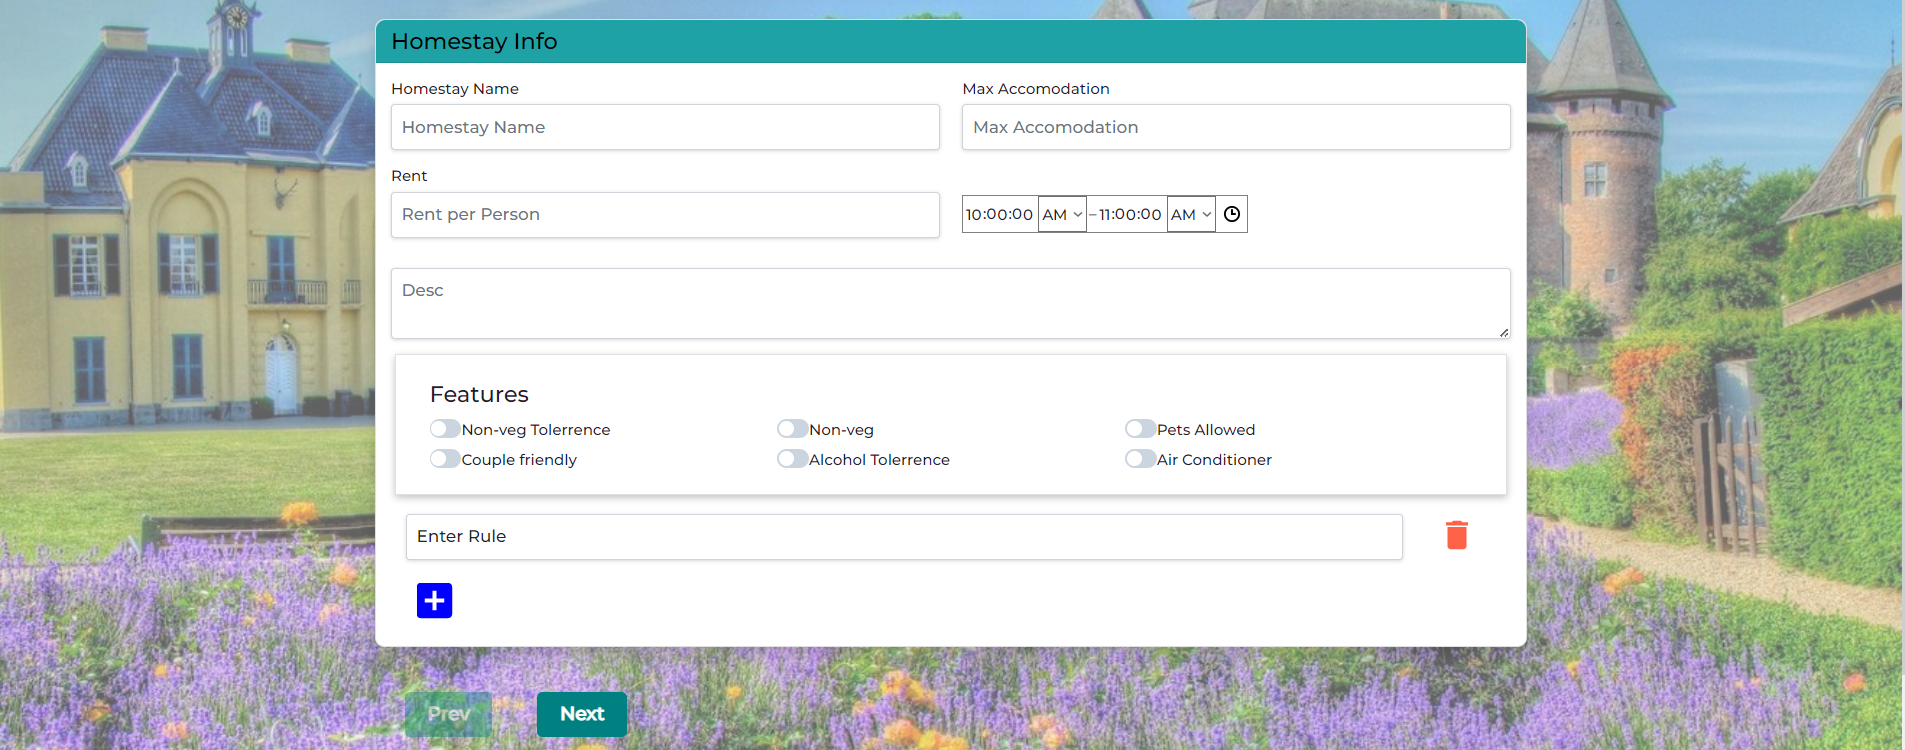 Homestay Info
Homestay Name
Max Accomodation
Homestay Name
Max Accomodation
Rent
Rent per Person
10:00:00 AM –11:00:00 AM
Desc
Features
Non-veg Tolerrence
Non-veg
Pets Allowed
Couple friendly
Alcohol Tolerrence
Air Conditioner
Enter Rule
Prev
Next